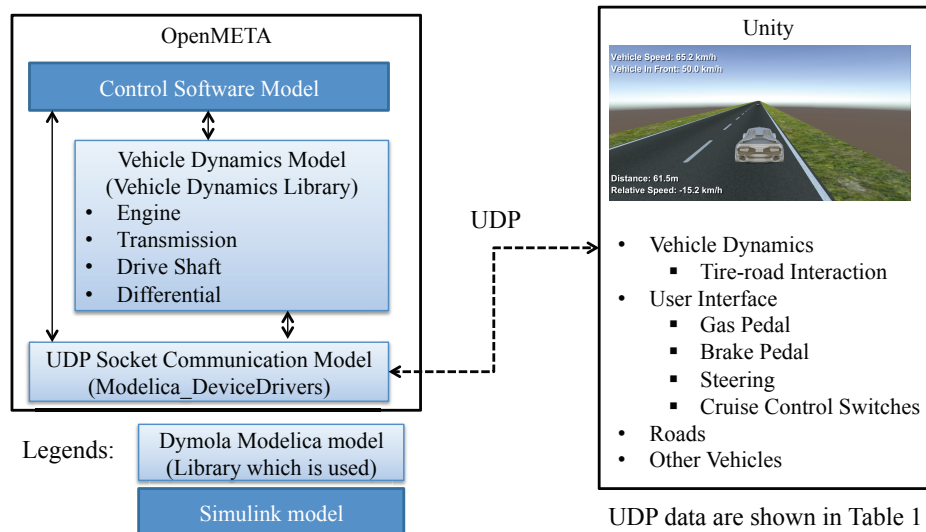 OpenMETA
Control Software Model
Vehicle Dynamics Model
(Vehicle Dynamics Library)
• Engine
• Transmission
• Drive Shaft
• Differential
UDP Socket Communication Model
(Modelica_DeviceDrivers)
Legends:
Dymola Modelica model
(Library which is used)
Simulink model
UDP
Unity
Vehicle Speed: 65.2 km/h
Vehicle In Front: 50.0 km/h
Distance: 61.5m
Relative Speed: -15.2 km/h
• Vehicle Dynamics
▪ Tire-road Interaction
• User Interface
▪ Gas Pedal
▪ Brake Pedal
▪ Steering
▪ Cruise Control Switches
• Roads
• Other Vehicles
UDP data are shown in Table 1